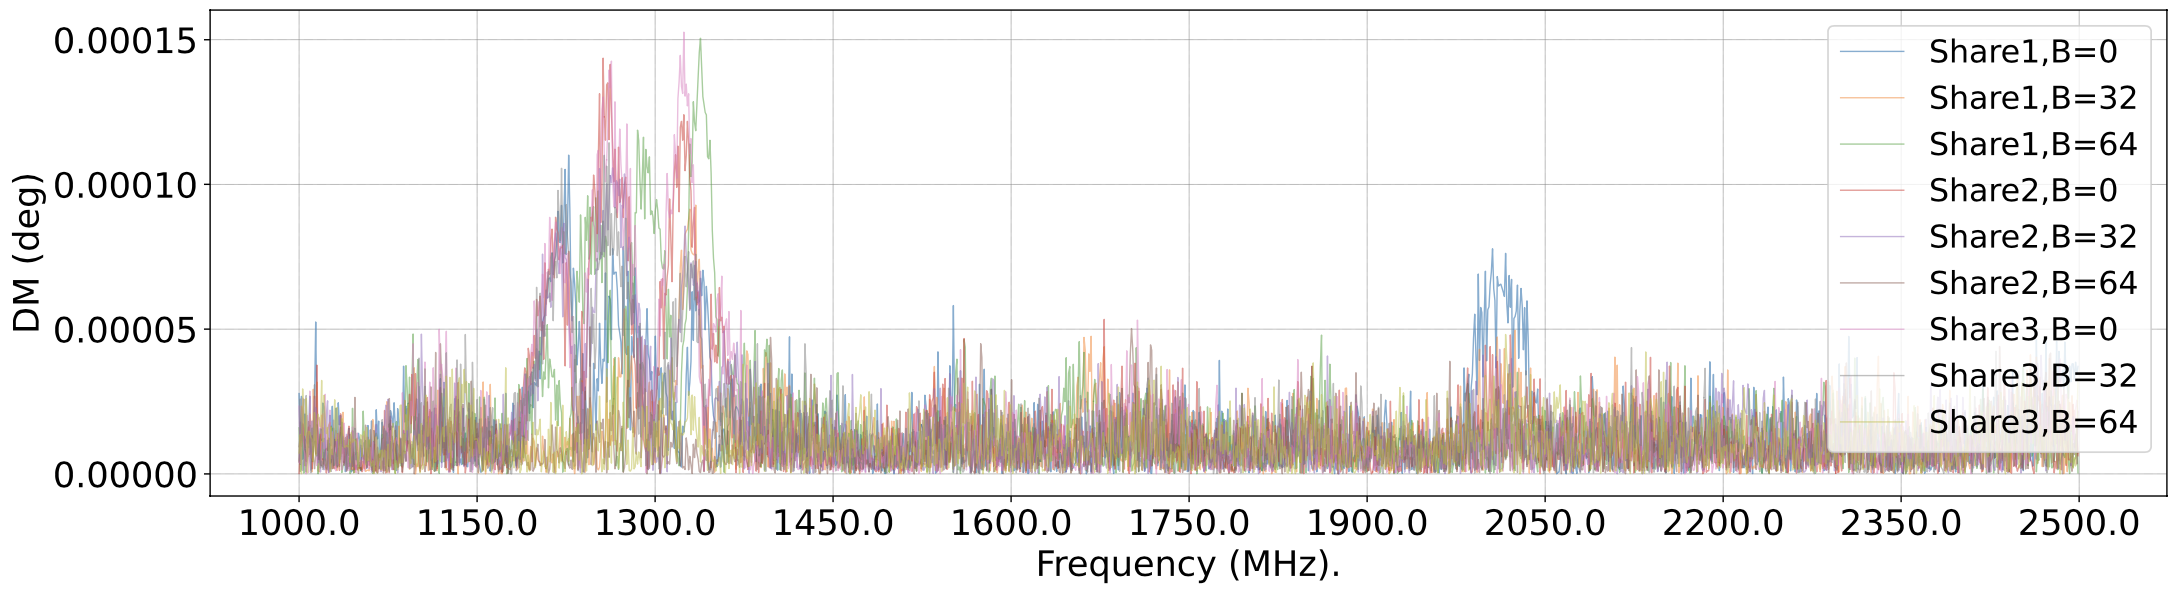 0.00015
0.00010
0.00005
0.00000
DM (deg)
1000.0 1150.0 1300.0 1450.0 1600.0 1750.0 1900.0 2050.0 2200.0 2350.0 2500.0
Frequency (MHz).
Share1,B=0
Share1,B=32
Share1,B=64
Share2,B=0
Share2,B=32
Share2,B=64
Share3,B=0
Share3,B=32
Share3,B=64